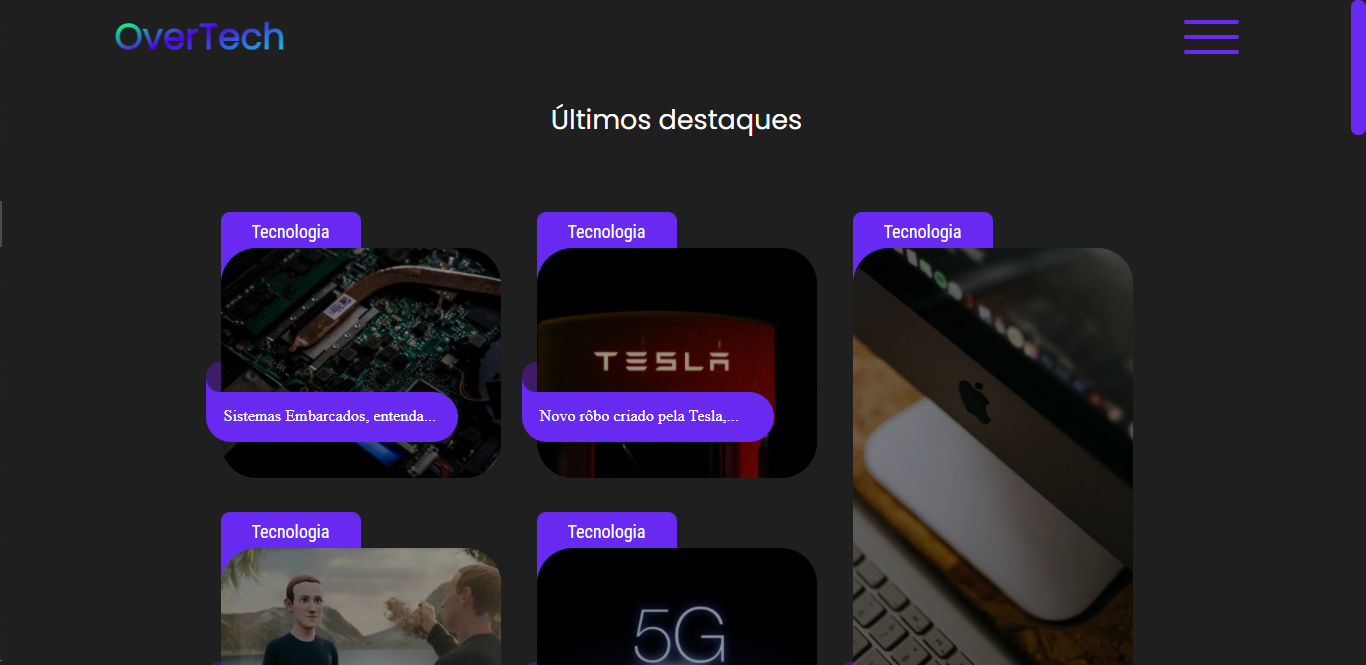 OverTech
Últimos destaques
Tecnologia
Tecnologia
Tecnologia
TESLA
Sistemas Embarcados, entenda...
Novo rôbo criado pela Tesla,...
Tecnologia
Tecnologia
5G